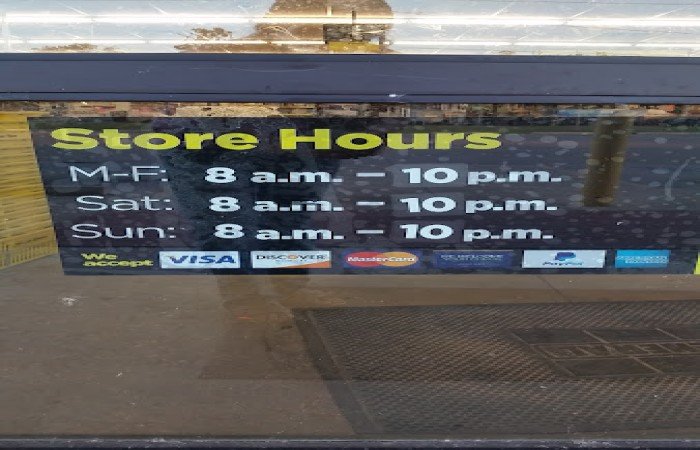 Store Hours
M-F: 8 a.m. – 10 p.m.
Sat: 8 a.m. – 10 p.m.
Sun: 8 a.m. – 10 p.m.
We accept VISA DISCOVER MasterCard PayPal